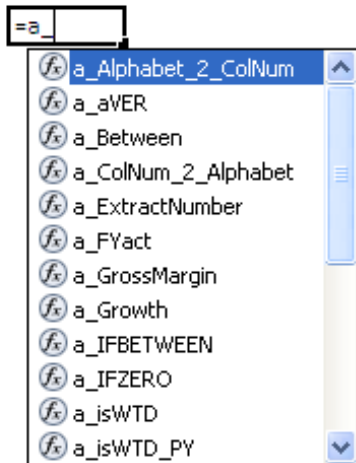 =a_
a_Alphabet_2_ColNum
a_aVER
a_Between
a_ColNum_2_Alphabet
a_ExtractNumber
a_FYact
a_GrossMargin
a_Growth
a_IFBETWEEN
a_IFZERO
a_isWTD
a_isWTD_PY